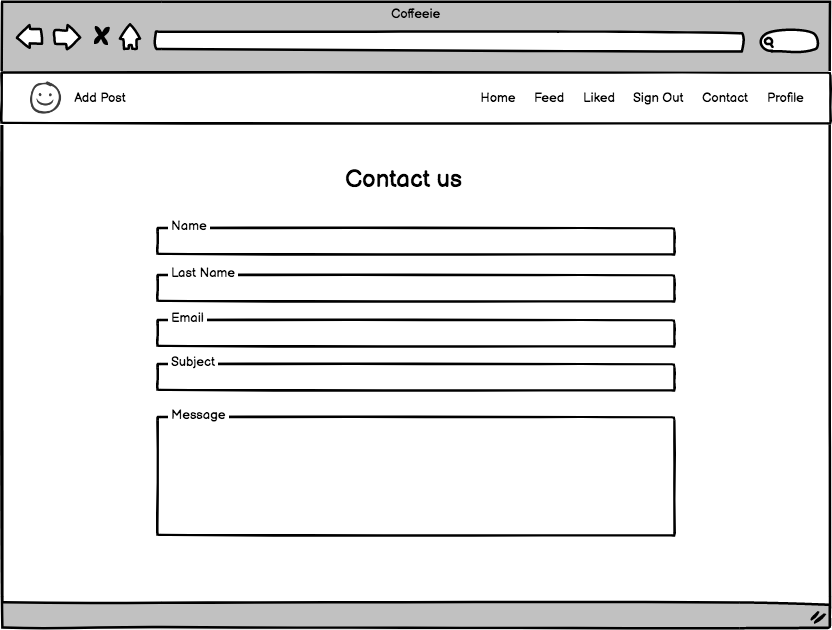 Coffeeie
Add Post Home Feed Liked Sign Out Contact Profile
Contact us
Name
Last Name
Email
Subject
Message